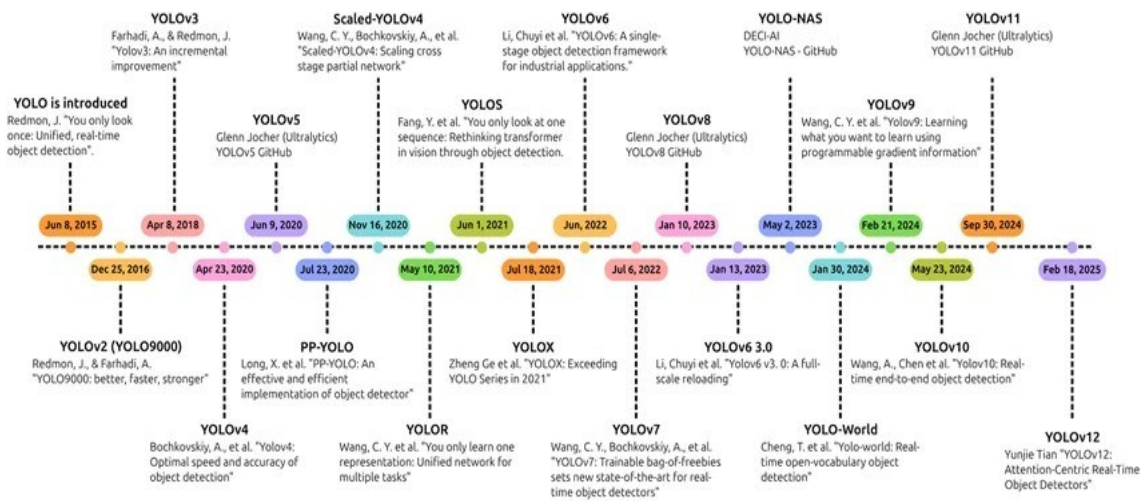 YOLOv3
Farhadi, A., & Redmon, J.
"Yolov3: An incremental
improvement"
Scaled-YOLOv4
Wang, C. Y., Bochkovskiy, A., et al.
"Scaled-YOLOv4: Scaling cross
stage partial network"
YOLOv6
Li, Chuyi et al. "YOLOv6: A single-
stage object detection framework
for industrial applications."
YOLO-NAS
DECI-AI
YOLO-NAS - GitHub
YOLOv11
Glenn Jocher (Ultralytics)
YOLOv11 GitHub
YOLO is introduced
Redmon, J. "You only look
once: Unified, real-time
object detection".
YOLOv5
Glenn Jocher (Ultralytics)
YOLOv5 GitHub
YOLOS
Fang, Y. et al. "You only look at one
sequence: Rethinking transformer
in vision through object detection.
YOLOv8
Glenn Jocher (Ultralytics)
YOLOv8 GitHub
YOLOv9
Wang, C. Y. et al. "Yolov9: Learning
what you want to learn using
programmable gradient information"
Jun 8, 2015
Apr 8, 2018
Jun 9, 2020
Nov 16, 2020
Jun 1, 2021
Jun, 2022
Jan 10, 2023
May 2, 2023
Feb 21, 2024
Sep 30, 2024
Dec 25, 2016
Apr 23, 2020
Jul 23, 2020
May 10, 2021
Jul 18, 2021
Jul 6, 2022
Jan 13, 2023
Jan 30, 2024
May 23, 2024
Feb 18, 2025
YOLOv2 (YOLO9000)
Redmon, J., & Farhadi, A.
"YOLO9000: better, faster, stronger"
PP-YOLO
Long, X. et al. "PP-YOLO: An
effective and efficient
implementation of object detector"
YOLOX
Zheng Ge et al. "YOLOX: Exceeding
YOLO Series in 2021"
YOLOv6 3.0
Li, Chuyi et al. "Yolov6 v3. 0: A full-
scale reloading"
YOLOv10
Wang, A., Chen et al. "Yolov10: Real-
time end-to-end object detection"
YOLOv4
Bochkovskiy, A., et al. "Yolov4:
Optimal speed and accuracy of
object detection"
YOLOR
Wang, C. Y. et al. "You only learn one
representation: Unified network for
multiple tasks"
YOLOv7
Wang, C. Y., Bochkovskiy, A., et al.
"YOLOv7: Trainable bag-of-freebies
sets new state-of-the-art for real-
time object detectors"
YOLO-World
Cheng, T. et al. "Yolo-world: Real-
time open-vocabulary object
detection"
YOLOv12
Yunjie Tian "YOLOv12:
Attention-Centric Real-Time
Object Detectors"